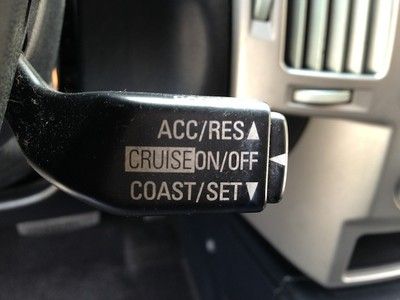 ACC/RES▲
CRUISE ON/OFF ◀
COAST/SET▼